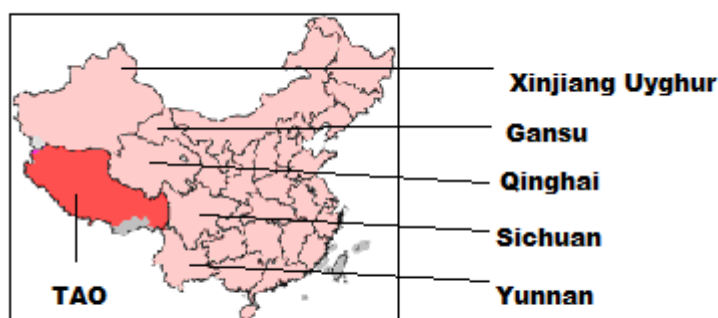 Xinjiang Uyghur
Gansu
Qinghai
Sichuan
TAO
Yunnan